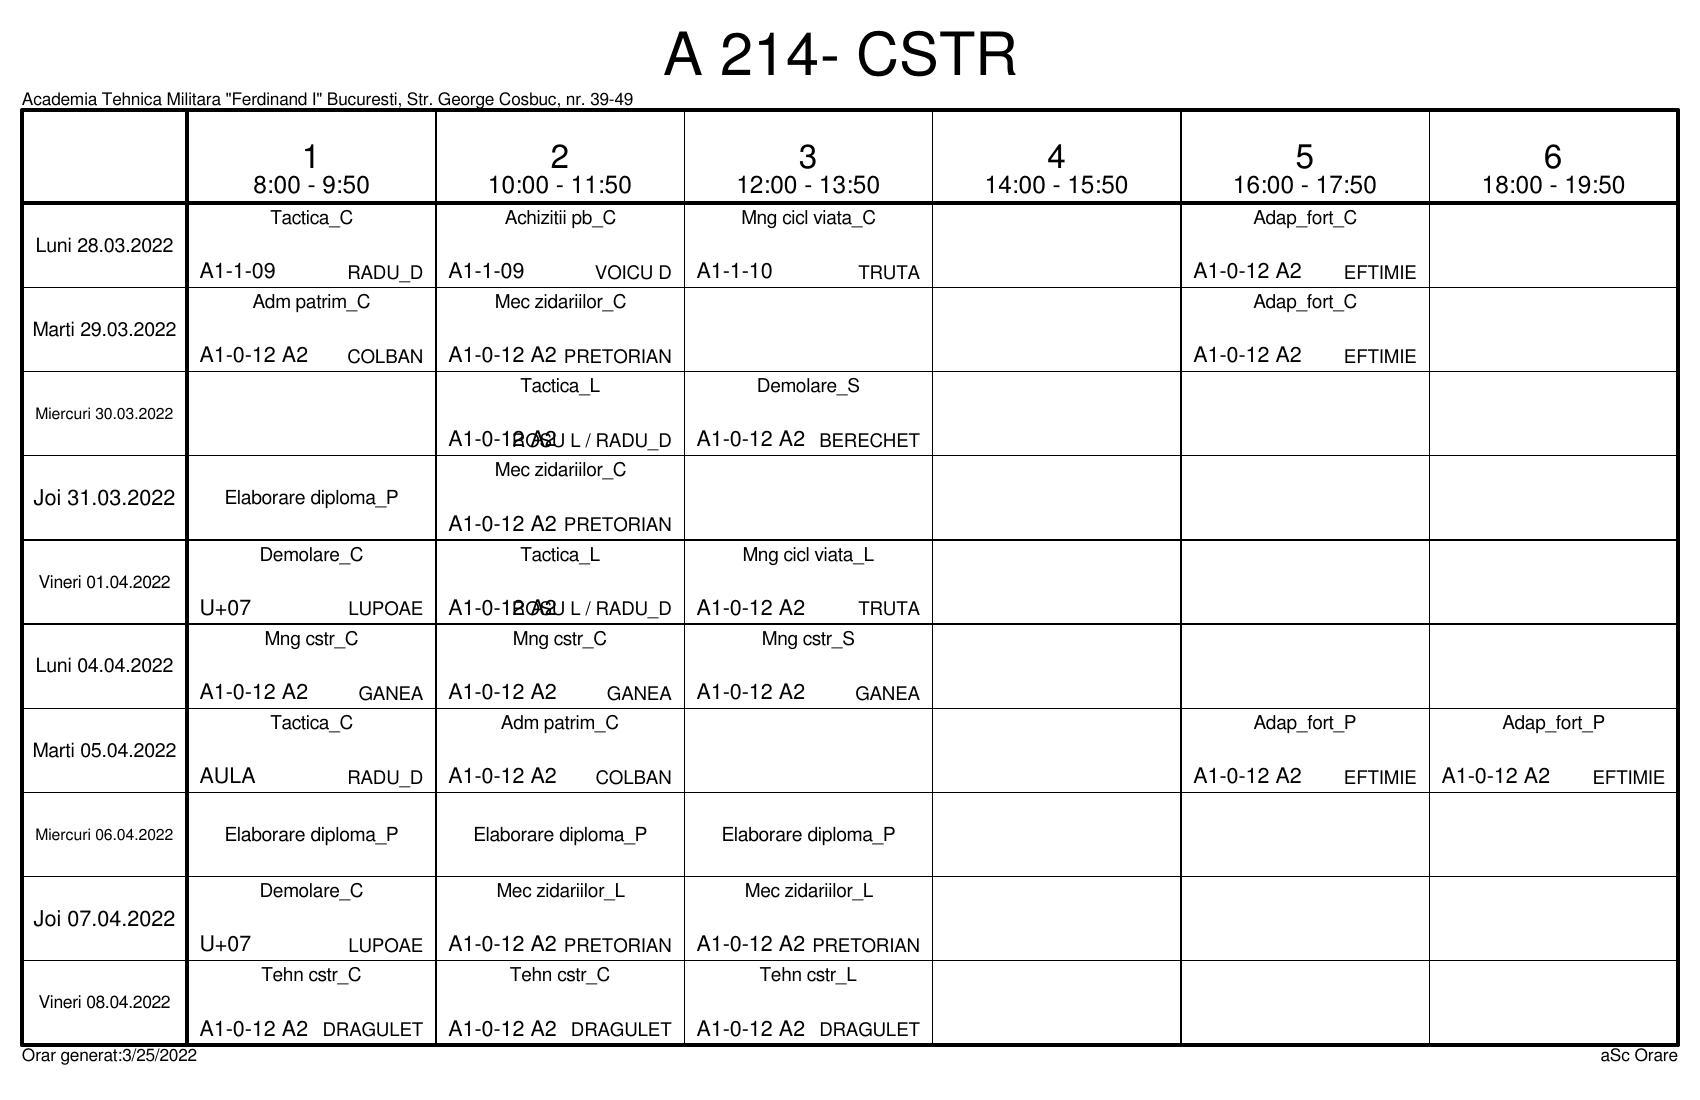 A 214- CSTR
Academia Tehnica Militara "Ferdinand I" Bucuresti, Str. George Cosbuc, nr. 39-49
1 2 3 4 5 6
8:00 - 9:50 10:00 - 11:50 12:00 - 13:50 14:00 - 15:50 16:00 - 17:50 18:00 - 19:50
Tactica_C Achizitii pb_C Mng cicl viata_C Adap_fort_C
Luni 28.03.2022
A1-1-09 RADU_D A1-1-09 VOICU D A1-1-10 TRUTA A1-0-12 A2 EFTIMIE
Adm patrim_C Mec zidariilor_C Adap_fort_C
Marti 29.03.2022
A1-0-12 A2 COLBAN A1-0-12 A2 PRETORIAN A1-0-12 A2 EFTIMIE
Tactica_L Demolare_S
Miercuri 30.03.2022
A1-0-12 A2 ROSU L / RADU_D A1-0-12 A2 BERECHET
Mec zidariilor_C
Joi 31.03.2022 Elaborare diploma_P
A1-0-12 A2 PRETORIAN
Demolare_C Tactica_L Mng cicl viata_L
Vineri 01.04.2022
U+07 LUPOAE A1-0-12 A2 ROSU L / RADU_D A1-0-12 A2 TRUTA
Mng cstr_C Mng cstr_C Mng cstr_S
Luni 04.04.2022
A1-0-12 A2 GANEA A1-0-12 A2 GANEA A1-0-12 A2 GANEA
Tactica_C Adm patrim_C Adap_fort_P Adap_fort_P
Marti 05.04.2022
AULA RADU_D A1-0-12 A2 COLBAN A1-0-12 A2 EFTIMIE A1-0-12 A2 EFTIMIE
Miercuri 06.04.2022 Elaborare diploma_P Elaborare diploma_P Elaborare diploma_P
Demolare_C Mec zidariilor_L Mec zidariilor_L
Joi 07.04.2022
U+07 LUPOAE A1-0-12 A2 PRETORIAN A1-0-12 A2 PRETORIAN
Tehn cstr_C Tehn cstr_C Tehn cstr_L
Vineri 08.04.2022
A1-0-12 A2 DRAGULET A1-0-12 A2 DRAGULET A1-0-12 A2 DRAGULET
Orar generat:3/25/2022 aSc Orare